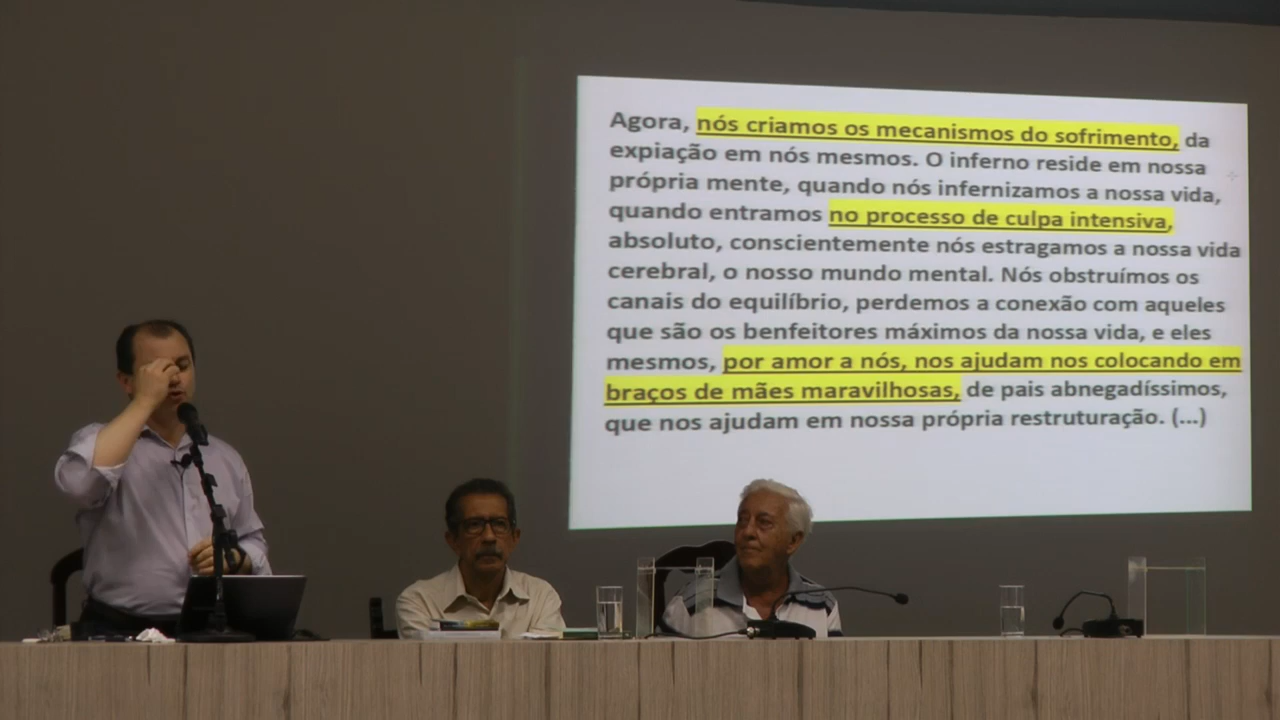 Agora, nós criamos os mecanismos do sofrimento, da
expiação em nós mesmos. O inferno reside em nossa
própria mente, quando nós infernizamos a nossa vida,
quando entramos no processo de culpa intensiva,
absoluto, conscientemente nós estragamos a nossa vida
cerebral, o nosso mundo mental. Nós obstruímos os
canais do equilíbrio, perdemos a conexão com aqueles
que são os benfeitores máximos da nossa vida, e eles
mesmos, por amor a nós, nos ajudam nos colocando em
braços de mães maravilhosas, de pais abnegadíssimos,
que nos ajudam em nossa própria restruturação. (...)